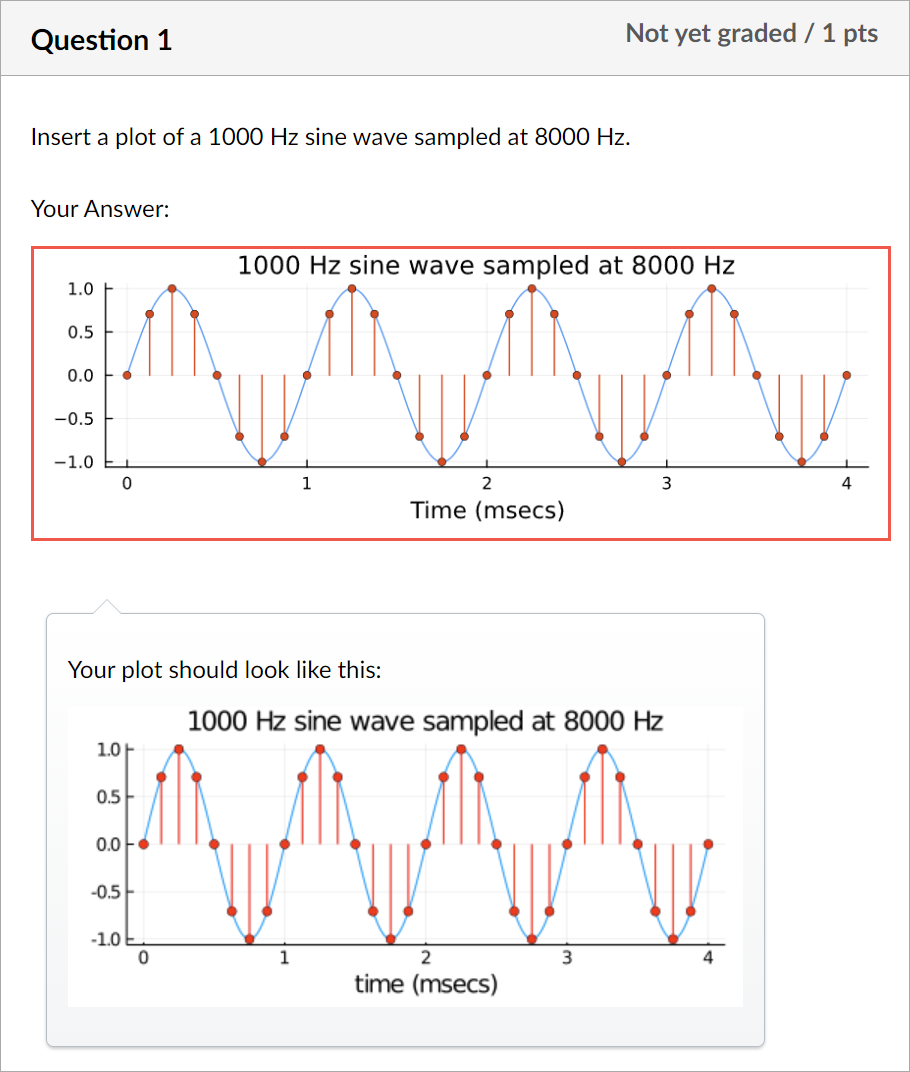 Question 1
Not yet graded / 1 pts
Insert a plot of a 1000 Hz sine wave sampled at 8000 Hz.
Your Answer:
1000 Hz sine wave sampled at 8000 Hz
1.0
0.5
0.0
−0.5
−1.0
0 1 2 3 4
Time (msecs)
Your plot should look like this:
1000 Hz sine wave sampled at 8000 Hz
1.0
0.5
0.0
-0.5
-1.0
0 1 2 3 4
time (msecs)